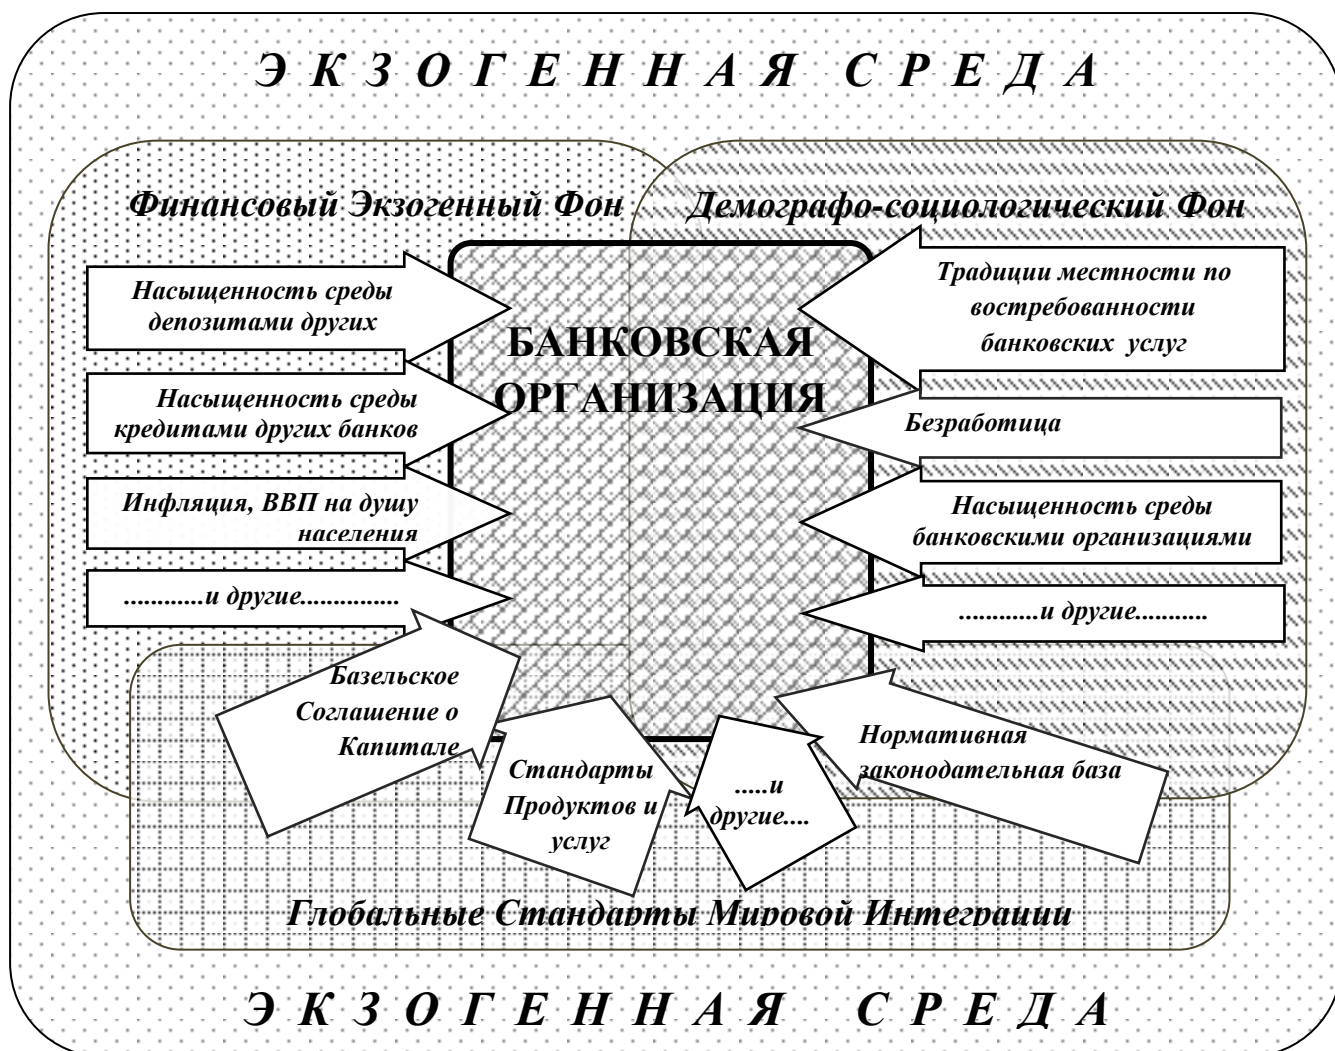 Э К З О Г Е Н Н А Я С Р Е Д А
Финансовый Экзогенный Фон
Демографо-социологический Фон
Насыщенность среды
депозитами других
Насыщенность среды
кредитами других банков
Инфляция, ВВП на душу
населения
............и другие..............
БАНКОВСКАЯ
ОРГАНИЗАЦИЯ
Традиции местности по
востребованности
банковских услуг
Безработица
Насыщенность среды
банковскими организациями
............и другие..........
Базельское
Соглашение о
Капитале
Стандарты
Продуктов и
услуг
.....и
другие....
Нормативная
законодательная база
Глобальные Стандарты Мировой Интеграции
Э К З О Г Е Н Н А Я С Р Е Д А